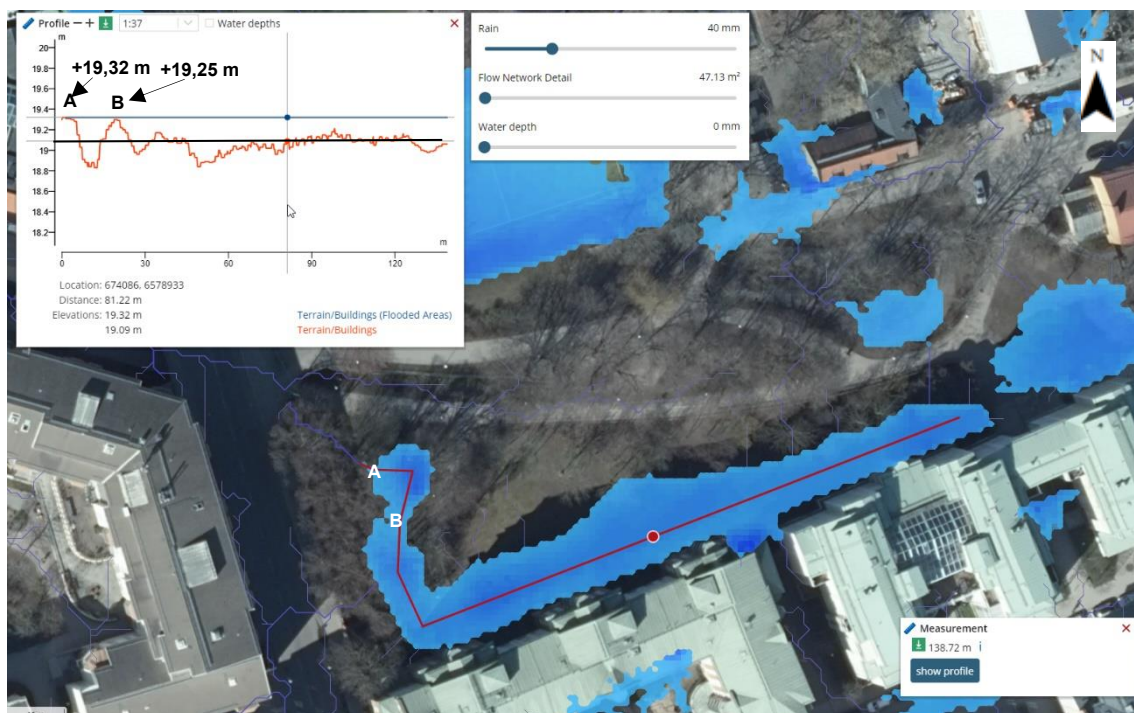 Profile − + 1:37 Water depths
m
20
19.8
19.6
19.4
19.2
19
18.8
18.6
18.4
18.2
+19,32 m +19,25 m
A B
m
0 30 60 90 120
Location: 674086, 6578933
Distance: 81.22 m
Elevations: 19.32 m Terrain/Buildings (Flooded Areas)
19.09 m Terrain/Buildings
Rain 40 mm
Flow Network Detail 47.13 m²
Water depth 0 mm
N
A
B
Measurement
138.72 m i
show profile